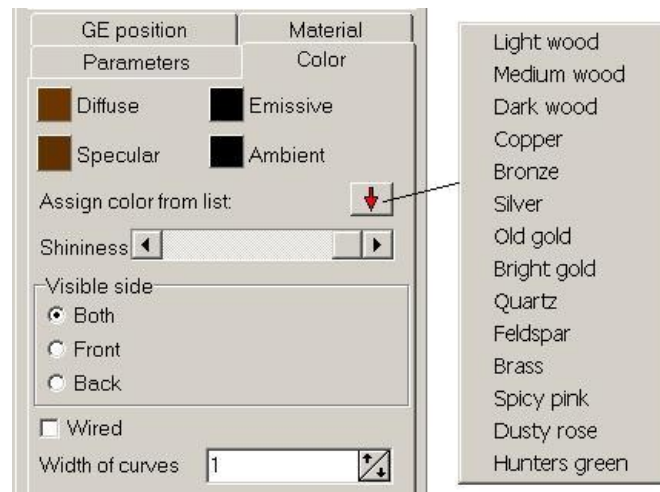 GE position
Material
Parameters
Color
Diffuse
Emissive
Specular
Ambient
Assign color from list:
Shininess
Visible side
Both
Front
Back
Wired
Width of curves
1
Light wood
Medium wood
Dark wood
Copper
Bronze
Silver
Old gold
Bright gold
Quartz
Feldspar
Brass
Spicy pink
Dusty rose
Hunters green